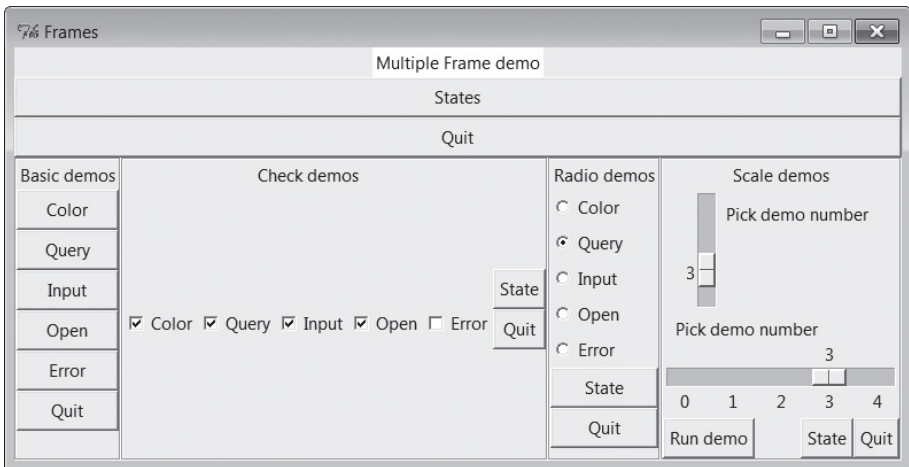 Frames
Multiple Frame demo
States
Quit
Basic demos
Color
Query
Input
Open
Error
Quit
Check demos
Color Query Input Open Error
State
Quit
Radio demos
Color
Query
Input
Open
Error
State
Quit
Scale demos
Pick demo number
3
Pick demo number
3
0 1 2 3 4
Run demo State Quit